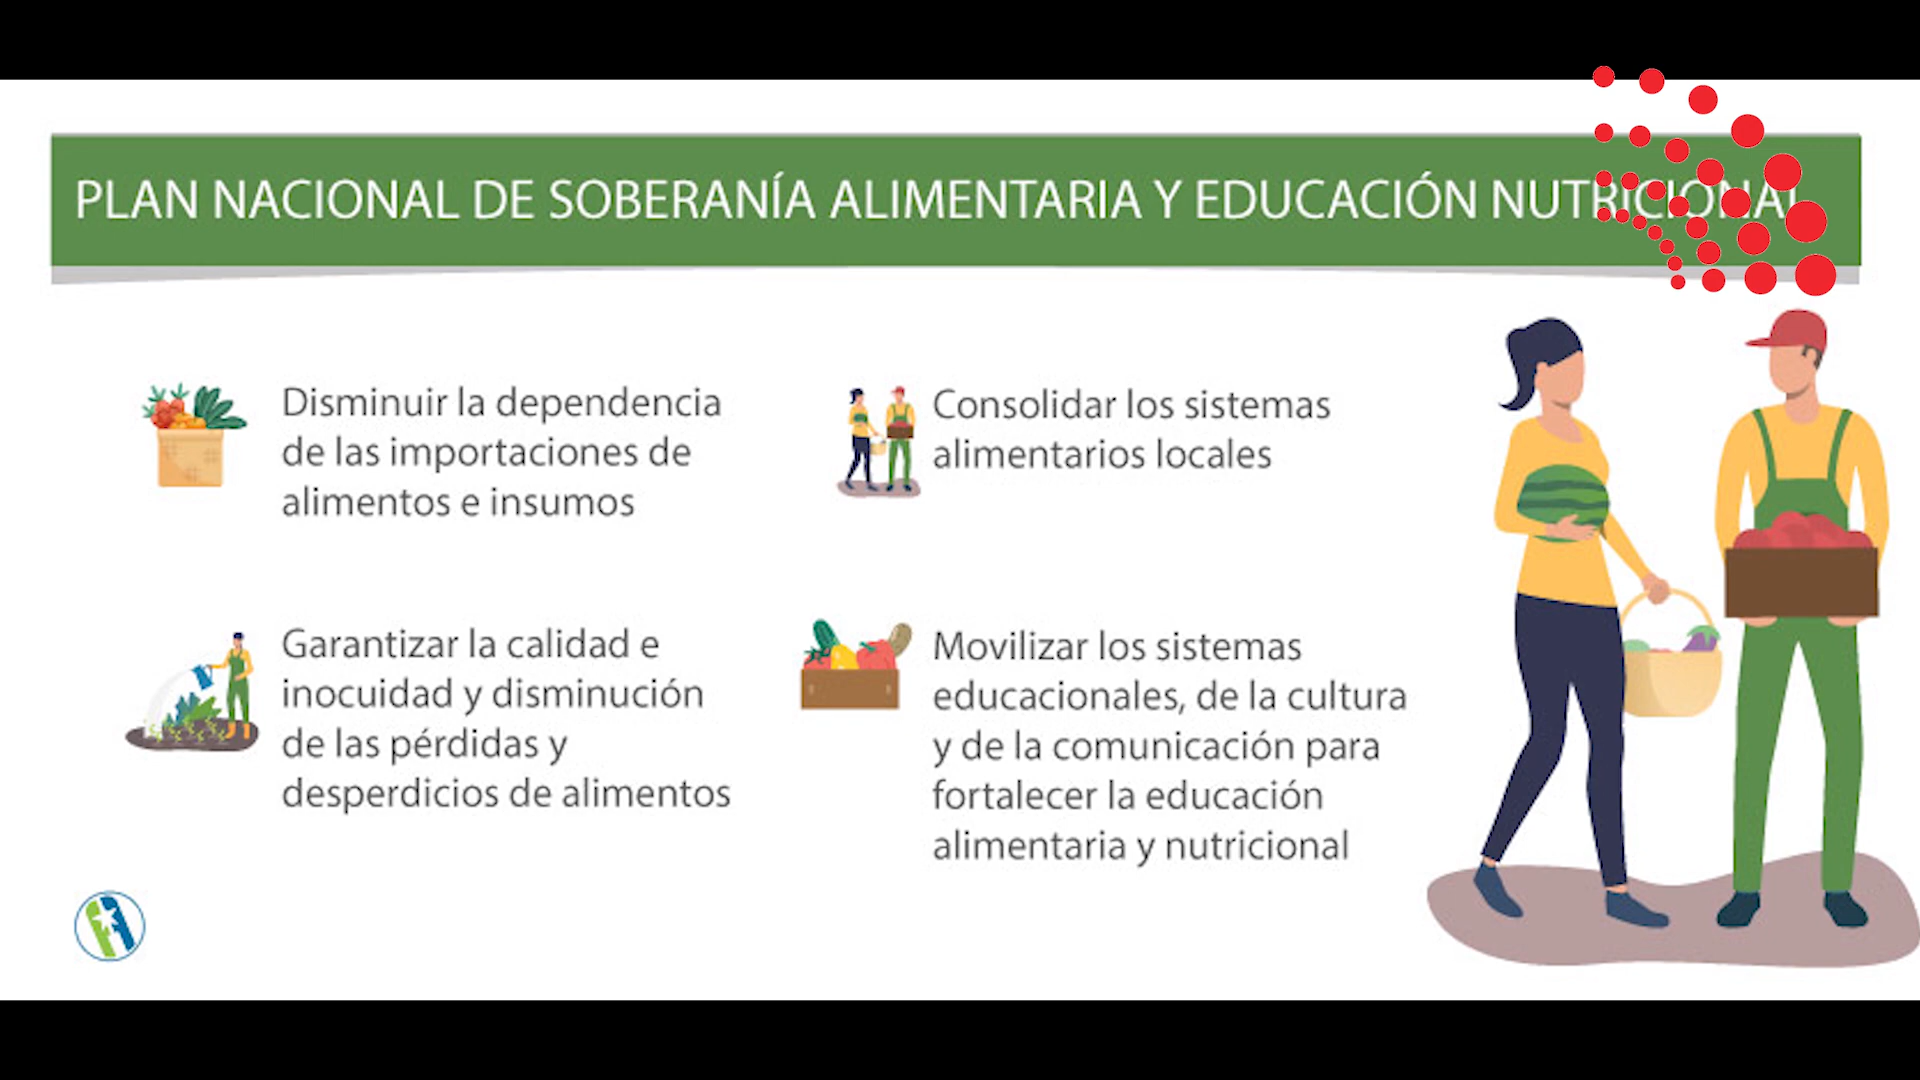 PLAN NACIONAL DE SOBERANÍA ALIMENTARIA Y EDUCACIÓN NUTRICIONAL
Disminuir la dependencia
de las importaciones de
alimentos e insumos
Consolidar los sistemas
alimentarios locales
Garantizar la calidad e
inocuidad y disminución
de las pérdidas y
desperdicios de alimentos
Movilizar los sistemas
educacionales, de la cultura
y de la comunicación para
fortalecer la educación
alimentaria y nutricional